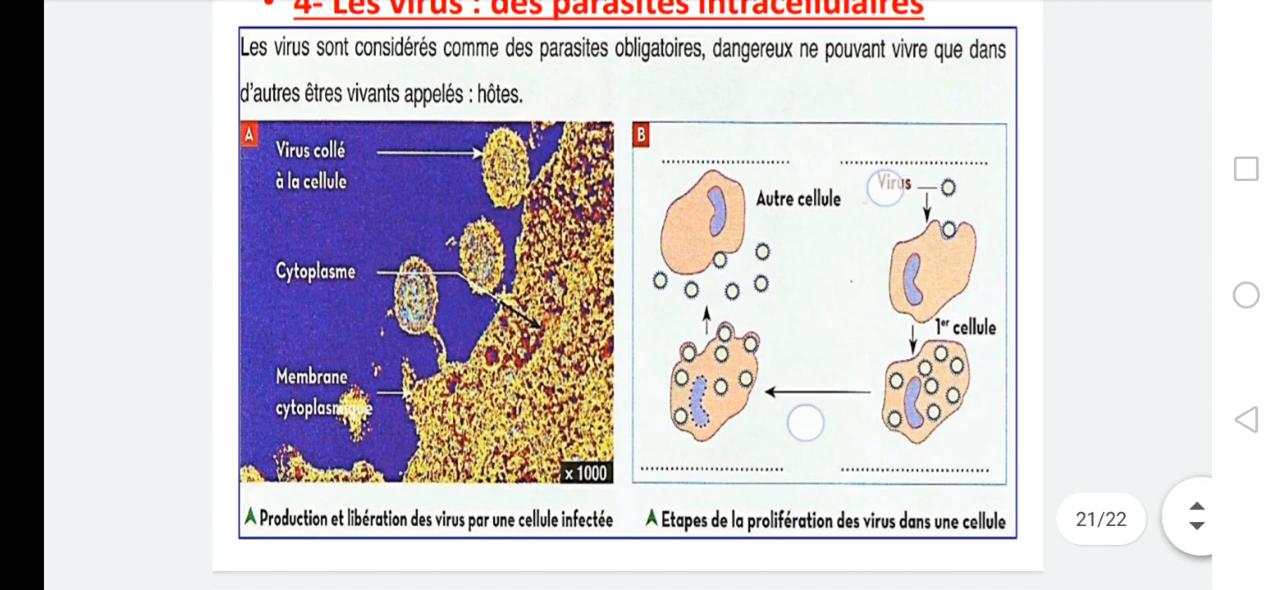 • 4- Les virus : des parasites intracellulaires
Les virus sont considérés comme des parasites obligatoires, dangereux ne pouvant vivre que dans
d'autres êtres vivants appelés : hôtes.
A
Virus collé
à la cellule
Cytoplasme
Membrane
cytoplasmique
x 1000
B
................................
Autre cellule
................................
Virus
1er cellule
................................
................................
Production et libération des virus par une cellule infectée
Etapes de la prolifération des virus dans une cellule
21/22